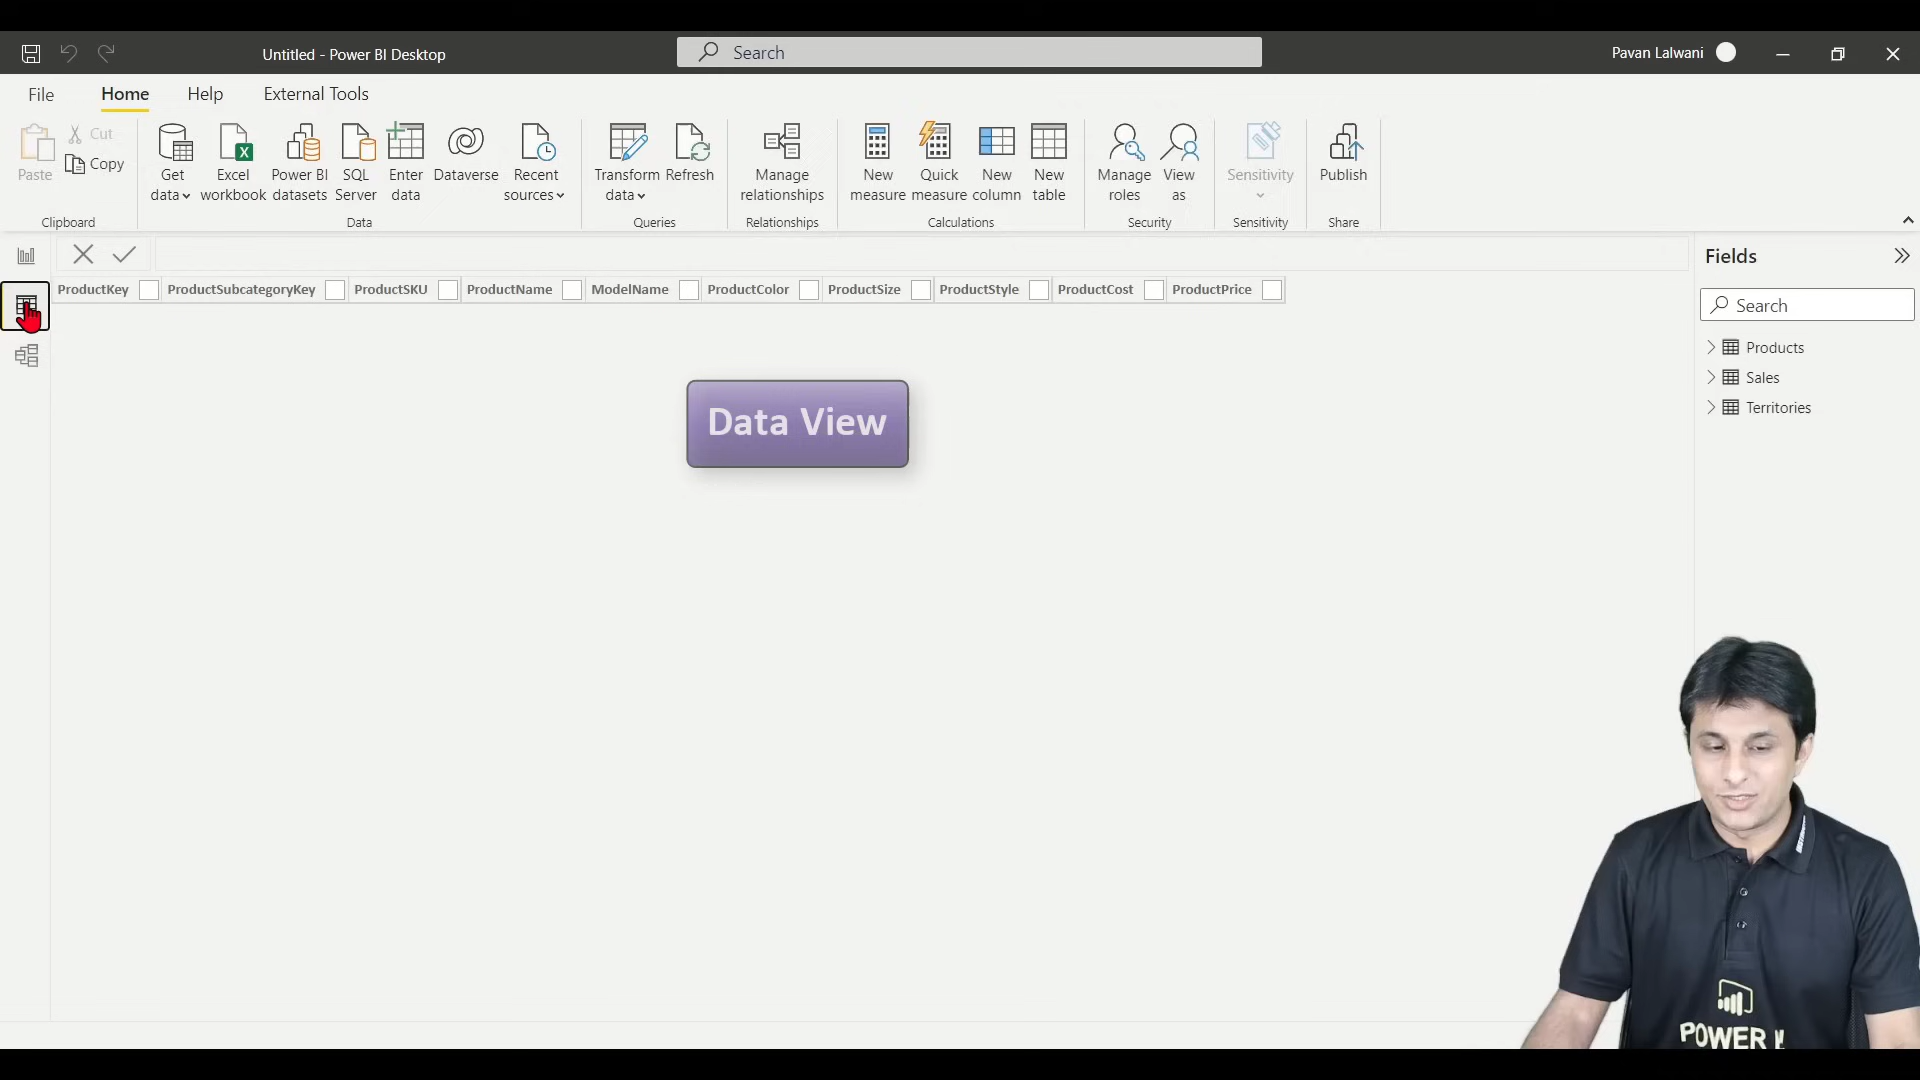 Untitled - Power BI Desktop
Search
Pavan Lalwani
File Home Help External Tools
Paste
Cut
Copy
Clipboard
Get data
Excel workbook
Power BI datasets
SQL Server
Enter data
Dataverse
Recent sources
Data
Transform data
Refresh
Queries
Manage relationships
Relationships
New measure
Quick measure
New column
New table
Calculations
Manage roles
View as
Security
Sensitivity
Sensitivity
Publish
Share
ProductKey ProductSubcategoryKey ProductSKU ProductName ModelName ProductColor ProductSize ProductStyle ProductCost ProductPrice
Data View
Fields
Search
Products
Sales
Territories
POWER